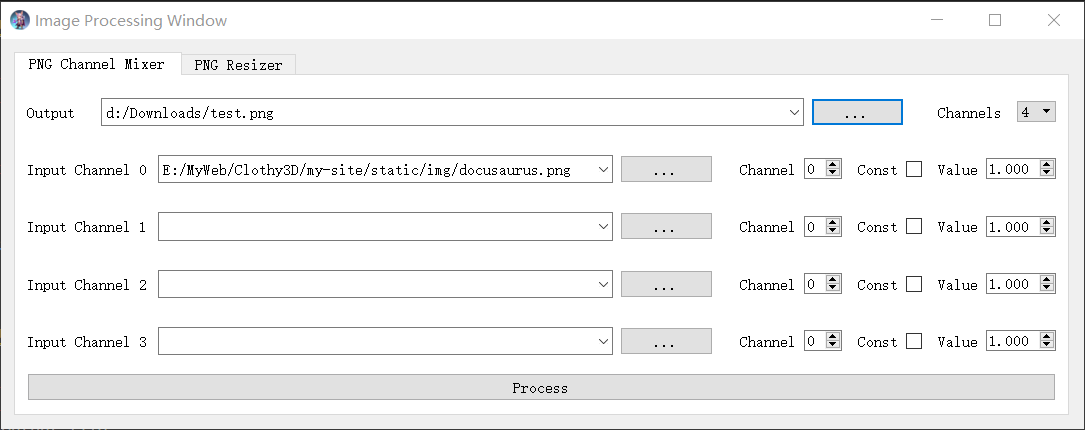 Image Processing Window
PNG Channel Mixer PNG Resizer
Output d:/Downloads/test.png ... Channels 4
Input Channel 0 E:/MyWeb/Clothy3D/my-site/static/img/docusaurus.png ... Channel 0 Const Value 1.000
Input Channel 1 ... Channel 0 Const Value 1.000
Input Channel 2 ... Channel 0 Const Value 1.000
Input Channel 3 ... Channel 0 Const Value 1.000
Process